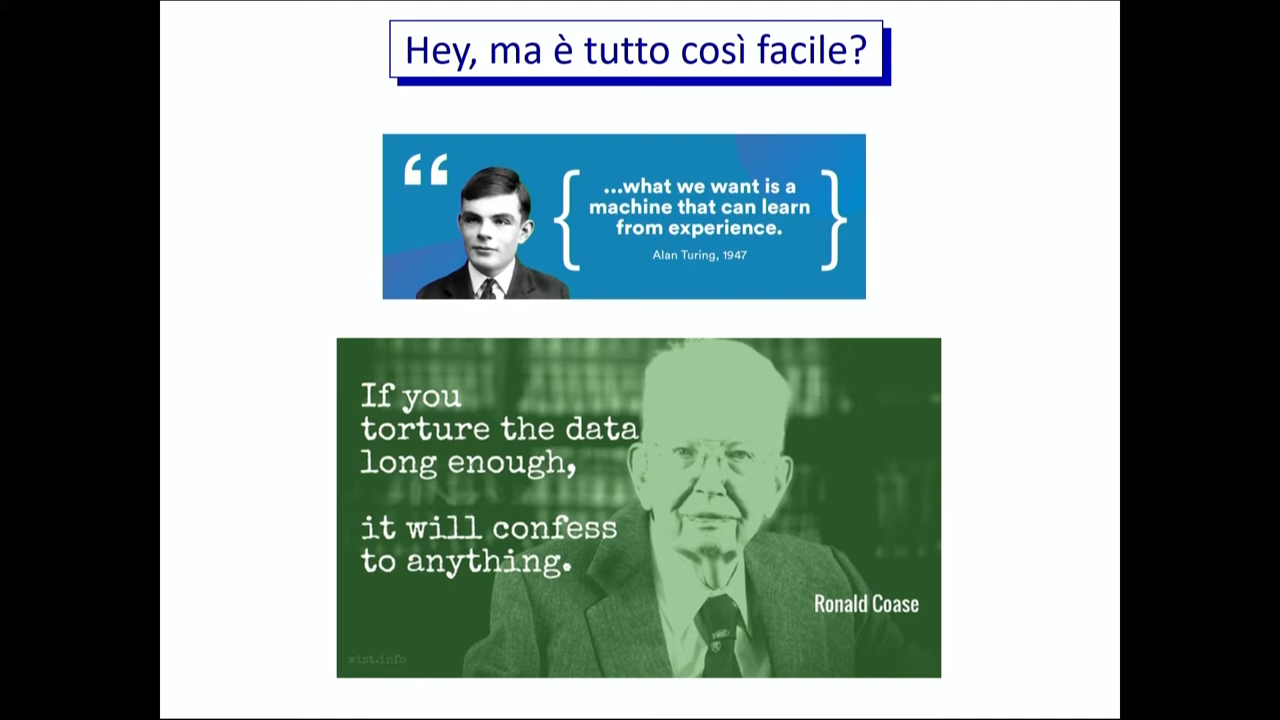 Hey, ma è tutto così facile?
“
...what we want is a
machine that can learn
from experience.
Alan Turing, 1947
If you
torture the data
long enough,
it will confess
to anything.
Ronald Coase
wist.info